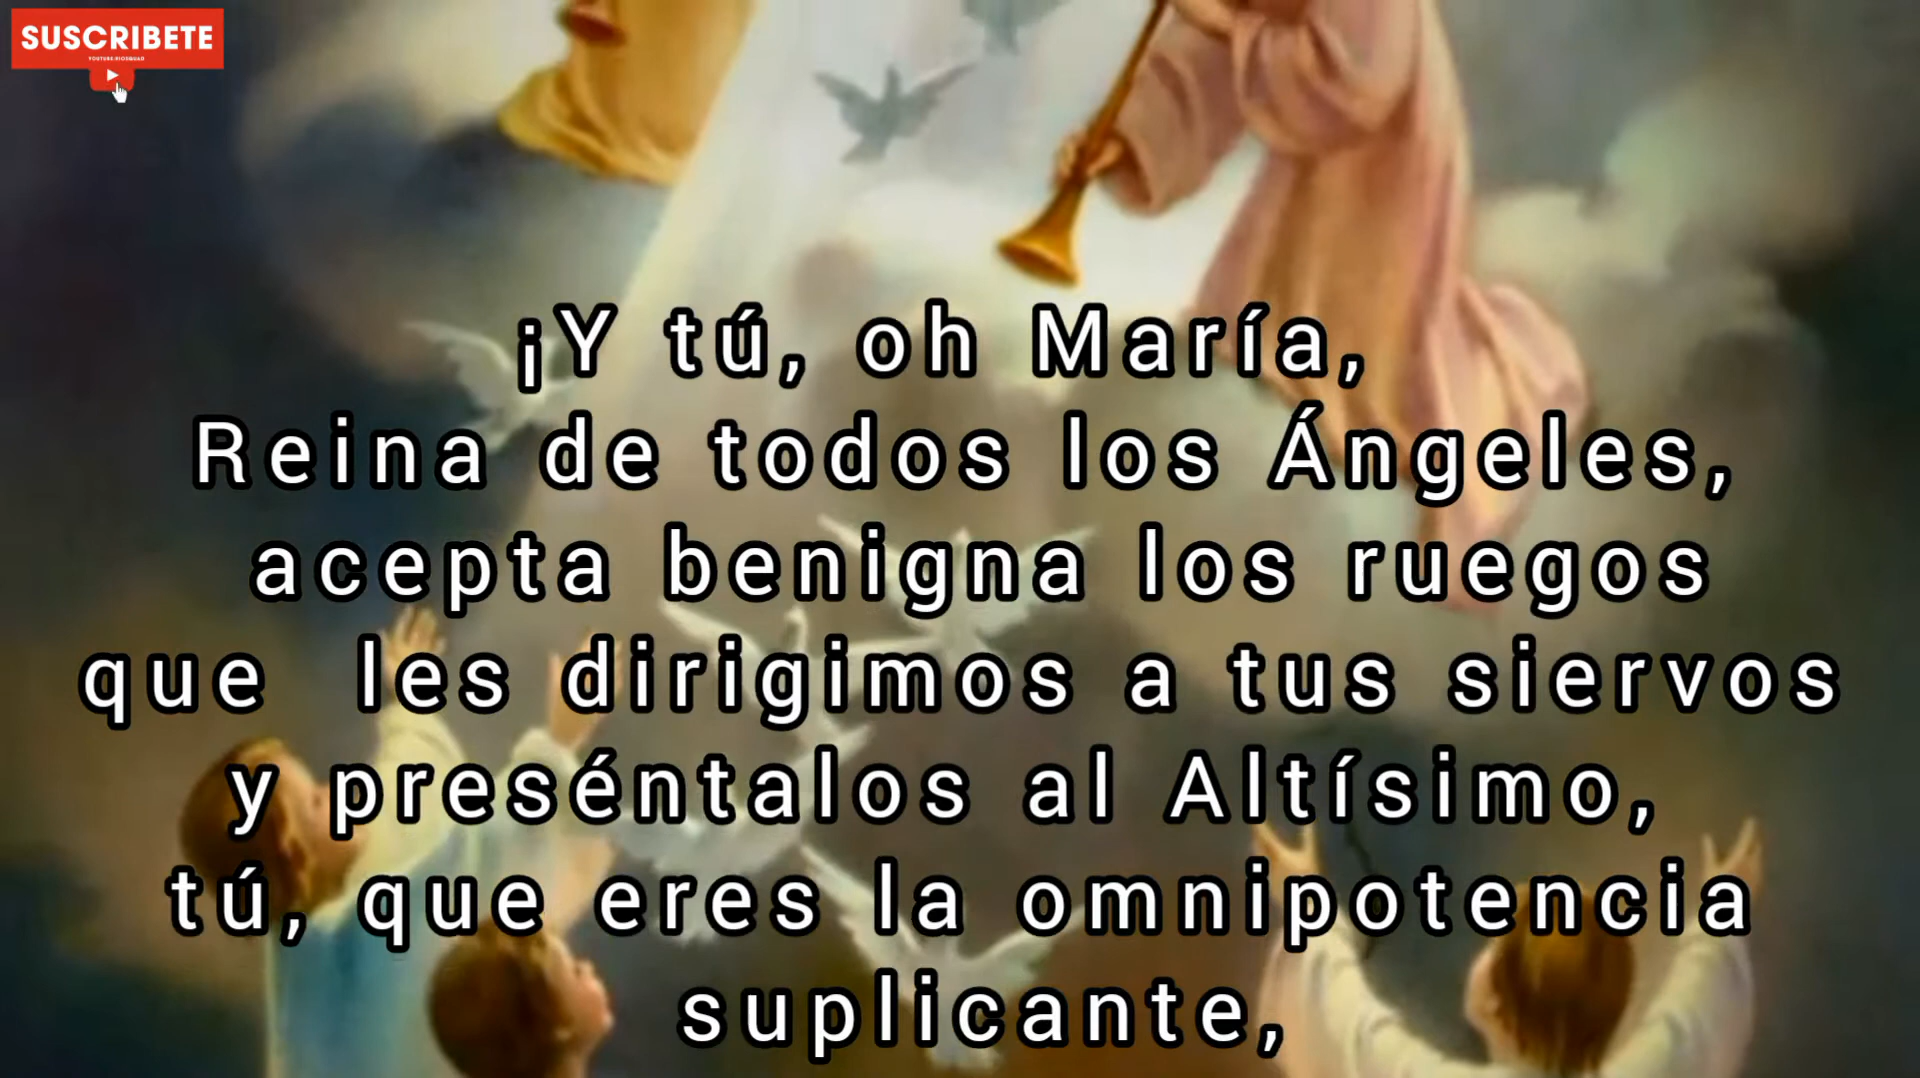 SUSCRIBETE
¡Y tú, oh María,
Reina de todos los Ángeles,
acepta benigna los ruegos
que les dirigimos a tus siervos
y preséntalos al Altísimo,
tú, que eres la omnipotencia
suplicante,